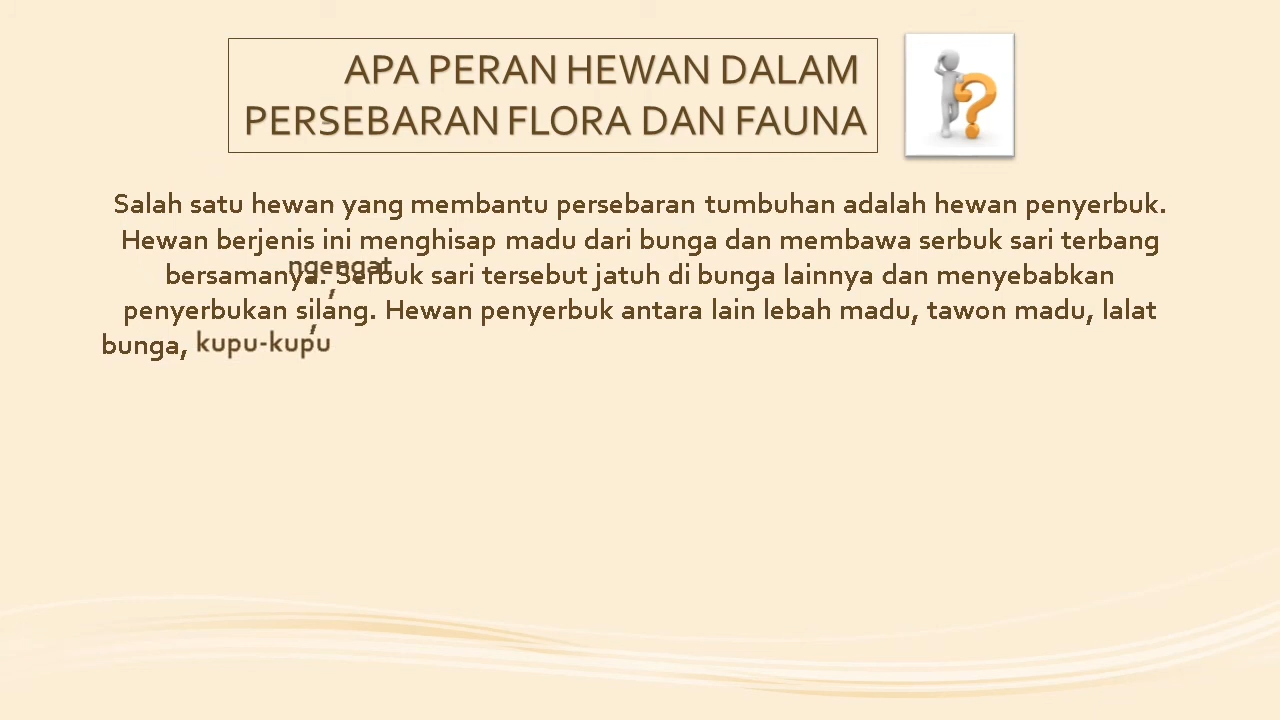 APA PERAN HEWAN DALAM
PERSEBARAN FLORA DAN FAUNA
Salah satu hewan yang membantu persebaran tumbuhan adalah hewan penyerbuk.
Hewan berjenis ini menghisap madu dari bunga dan membawa serbuk sari terbang
bersamanya. Serbuk sari tersebut jatuh di bunga lainnya dan menyebabkan
penyerbukan silang. Hewan penyerbuk antara lain lebah madu, tawon madu, lalat
bunga, kupu-kupu
,
ngengat
,